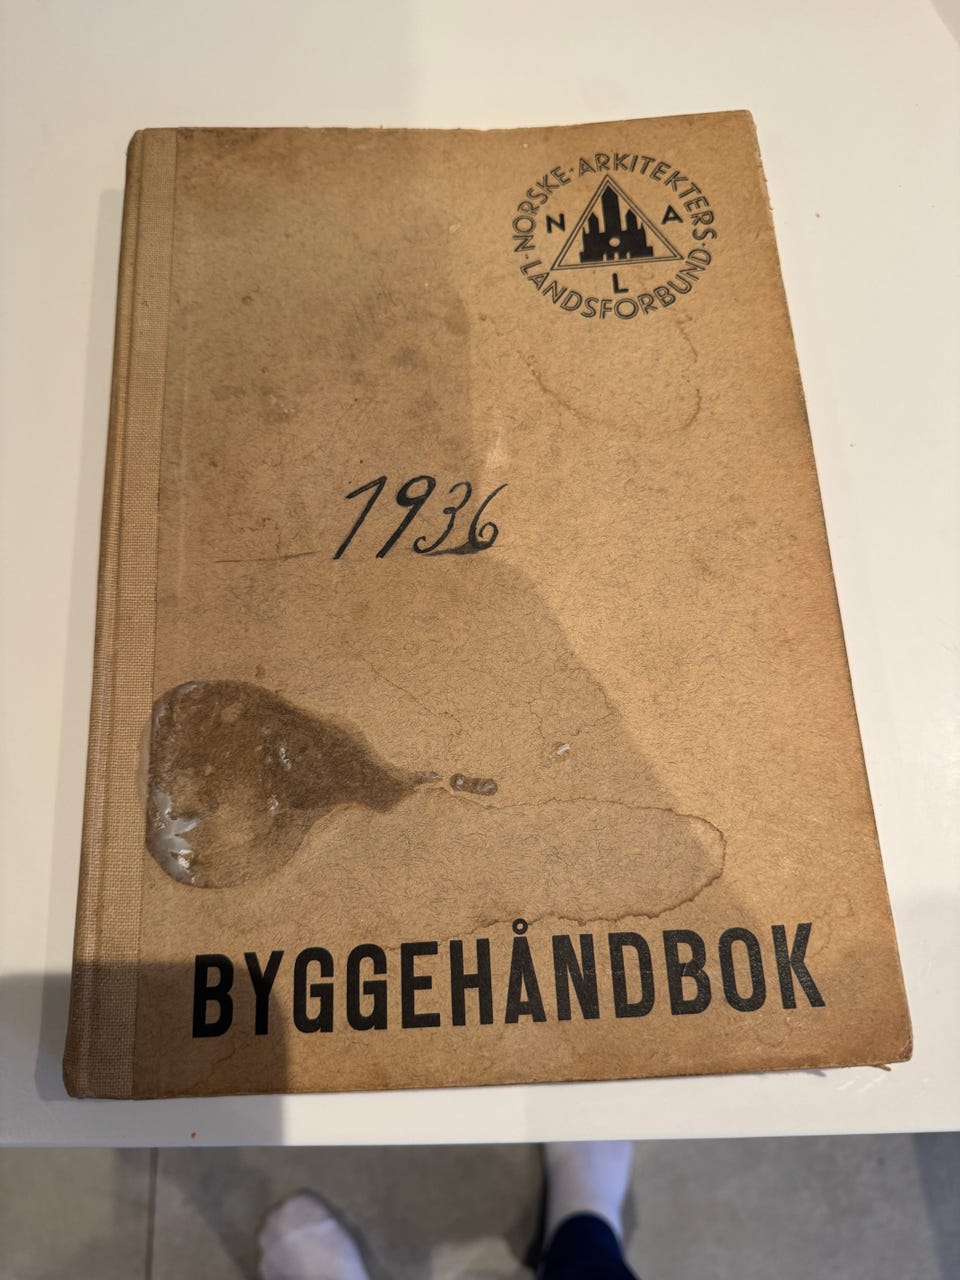 NORSKE·ARKITEKTERS·
·LANDSFORBUND·
N A
L
1936
BYGGEHÅNDBOK